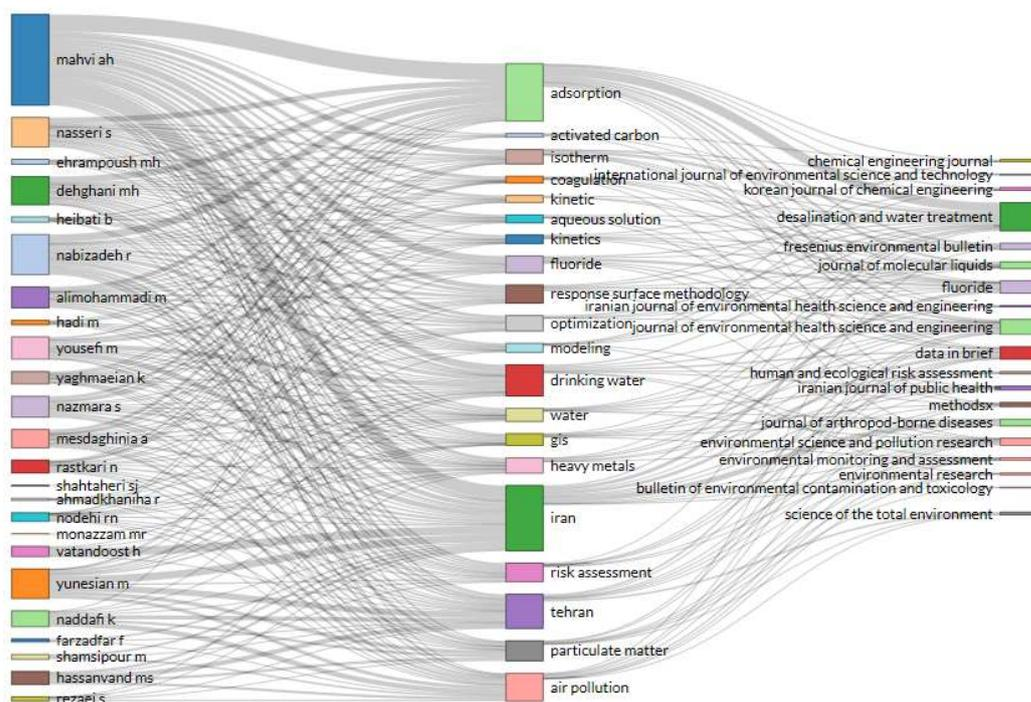 mahvi ah
nasseri s
ehrampoush mh
dehghani mh
heibati b
nabizadeh r
alimohammadi m
hadi m
yousefi m
yaghmaeian k
nazmara s
mesdaghinia a
rastkari n
shahtaheri sj
ahmadkhaniha r
nodehi rn
monazzam mr
vatandoost h
yunesian m
naddafi k
farzadfar f
shamsipour m
hassanvand ms
rezaei s
adsorption
activated carbon
isotherm
coagulation
kinetic
aqueous solution
kinetics
fluoride
response surface methodology
optimization
modeling
drinking water
water
gis
heavy metals
iran
risk assessment
tehran
particulate matter
air pollution
chemical engineering journal
international journal of environmental science and technology
korean journal of chemical engineering
desalination and water treatment
fresenius environmental bulletin
journal of molecular liquids
fluoride
iranian journal of environmental health science and engineering
journal of environmental health science and engineering
data in brief
human and ecological risk assessment
iranian journal of public health
methodsx
journal of arthropod-borne diseases
environmental science and pollution research
environmental monitoring and assessment
environmental research
bulletin of environmental contamination and toxicology
science of the total environment